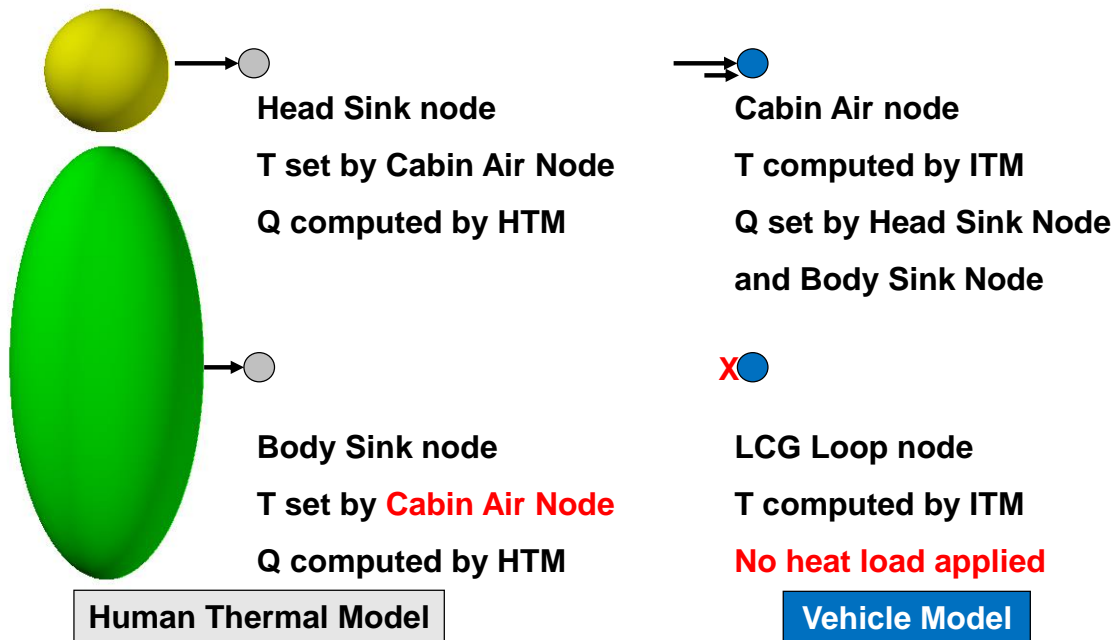 Head Sink node
T set by Cabin Air Node
Q computed by HTM
Cabin Air node
T computed by ITM
Q set by Head Sink Node
and Body Sink Node
X
Body Sink node
T set by Cabin Air Node
Q computed by HTM
LCG Loop node
T computed by ITM
No heat load applied
Human Thermal Model
Vehicle Model